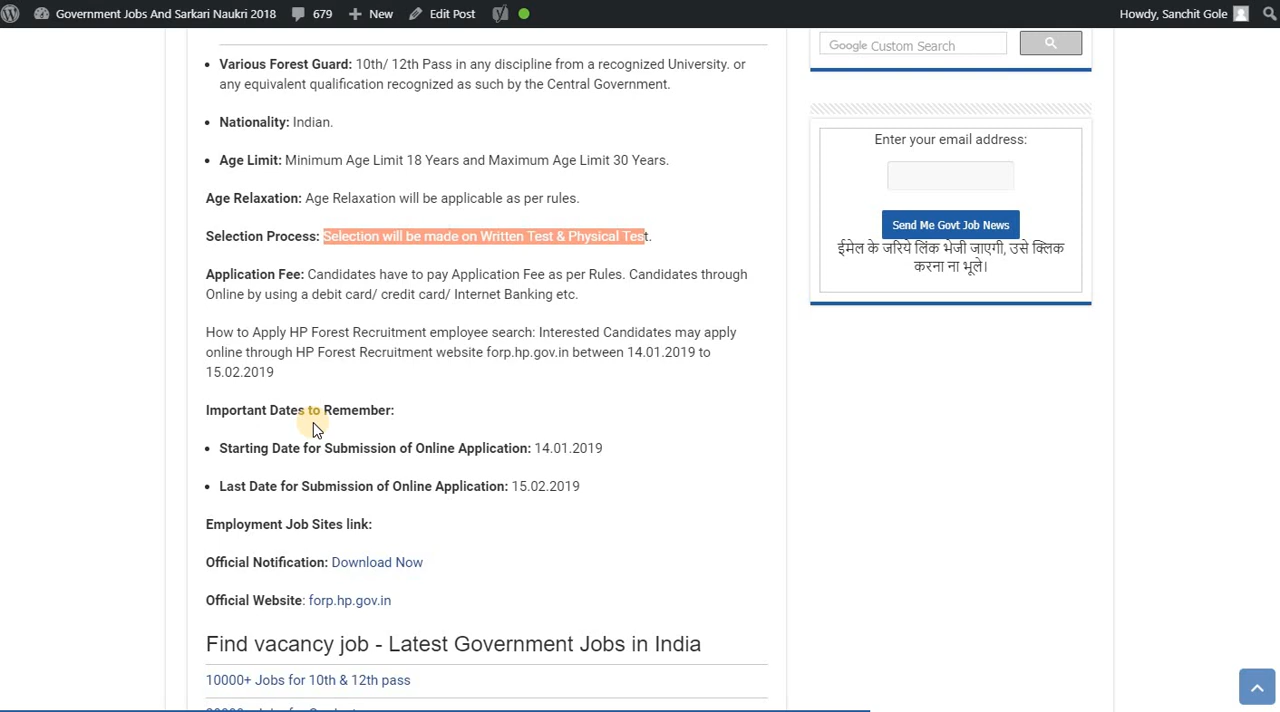 Government Jobs And Sarkari Naukri 2018 679 New Edit Post Howdy, Sanchit Gole
Various Forest Guard: 10th/ 12th Pass in any discipline from a recognized University. or
any equivalent qualification recognized as such by the Central Government.
Nationality: Indian.
Age Limit: Minimum Age Limit 18 Years and Maximum Age Limit 30 Years.
Age Relaxation: Age Relaxation will be applicable as per rules.
Selection Process: Selection will be made on Written Test & Physical Test.
Application Fee: Candidates have to pay Application Fee as per Rules. Candidates through
Online by using a debit card/ credit card/ Internet Banking etc.
How to Apply HP Forest Recruitment employee search: Interested Candidates may apply
online through HP Forest Recruitment website forp.hp.gov.in between 14.01.2019 to
15.02.2019
Important Dates to Remember:
Starting Date for Submission of Online Application: 14.01.2019
Last Date for Submission of Online Application: 15.02.2019
Employment Job Sites link:
Official Notification: Download Now
Official Website: forp.hp.gov.in
Find vacancy job - Latest Government Jobs in India
10000+ Jobs for 10th & 12th pass
Google Custom Search
Enter your email address:
Send Me Govt Job News
ईमेल के जरिये लिंक भेजी जाएगी, उसे क्लिक
करना ना भूले।